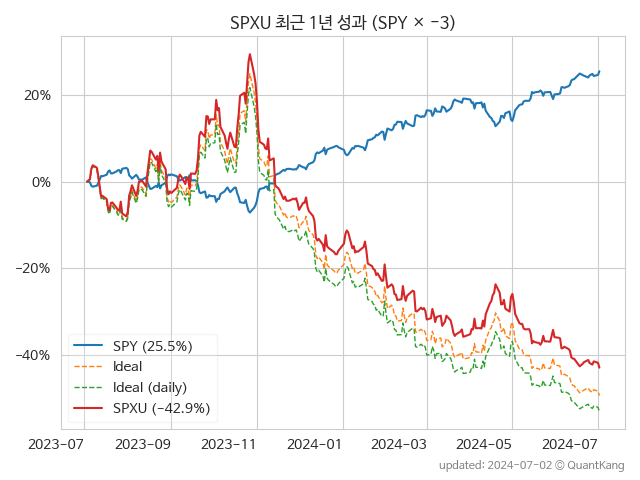 SPXU 최근 1년 성과 (SPY × −3)
20%
0%
−20%
−40%
SPY (25.5%)
Ideal
Ideal (daily)
SPXU (−42.9%)
2023-07
2023-09
2023-11
2024-01
2024-03
2024-05
2024-07
updated: 2024-07-02 © QuantKang